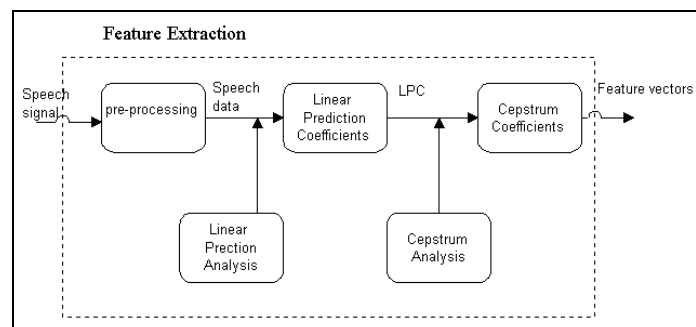 Feature Extraction
Speech
signal
pre-processing
Speech
data
Linear
Prediction
Coefficients
LPC
Cepstrum
Coefficients
Feature vectors
Linear
Prection
Analysis
Cepstrum
Analysis